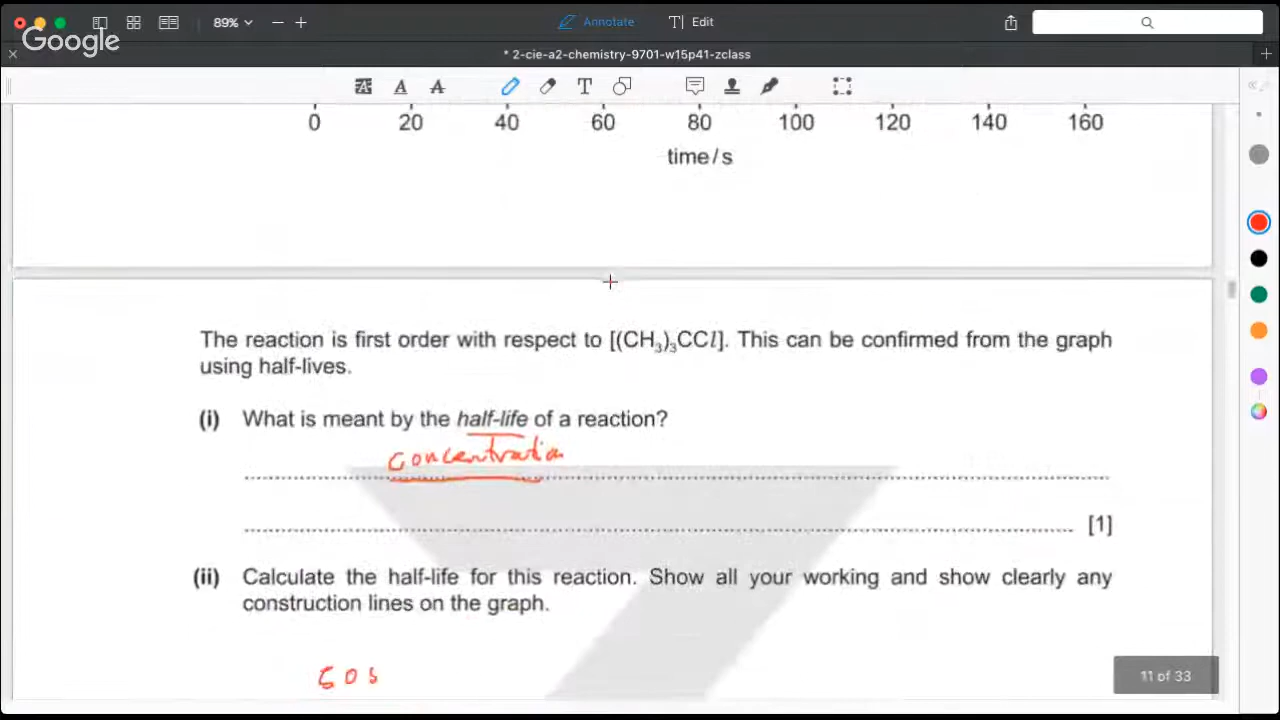 89%
Annotate
T| Edit
Google
* 2-cie-a2-chemistry-9701-w15p41-zclass
0 20 40 60 80 100 120 140 160
time/s
The reaction is first order with respect to [(CH₃)₃CCl]. This can be confirmed from the graph
using half-lives.
(i) What is meant by the half-life of a reaction?
concentration
[1]
(ii) Calculate the half-life for this reaction. Show all your working and show clearly any
construction lines on the graph.
60s
11 of 33